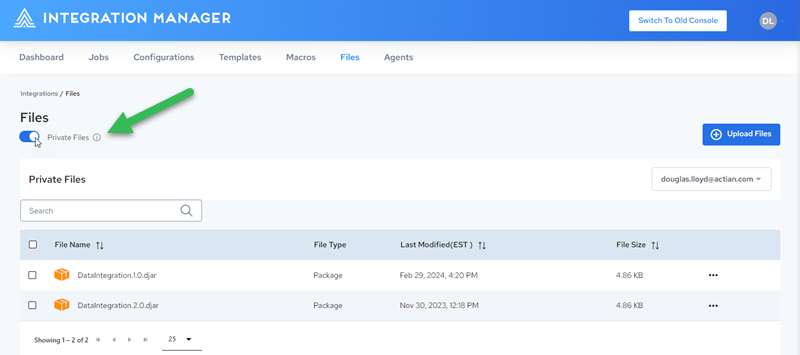 INTEGRATION MANAGER
Switch To Old Console
DL
Dashboard Jobs Configurations Templates Macros Files Agents
Integrations / Files
Files
Private Files
Upload Files
Private Files
douglas.lloyd@actian.com
Search
File Name File Type Last Modified(EST ) File Size
DataIntegration.1.0.djar Package Feb 29, 2024, 4:20 PM 4.86 KB
DataIntegration.2.0.djar Package Nov 30, 2023, 12:18 PM 4.86 KB
Showing 1 – 2 of 2 25